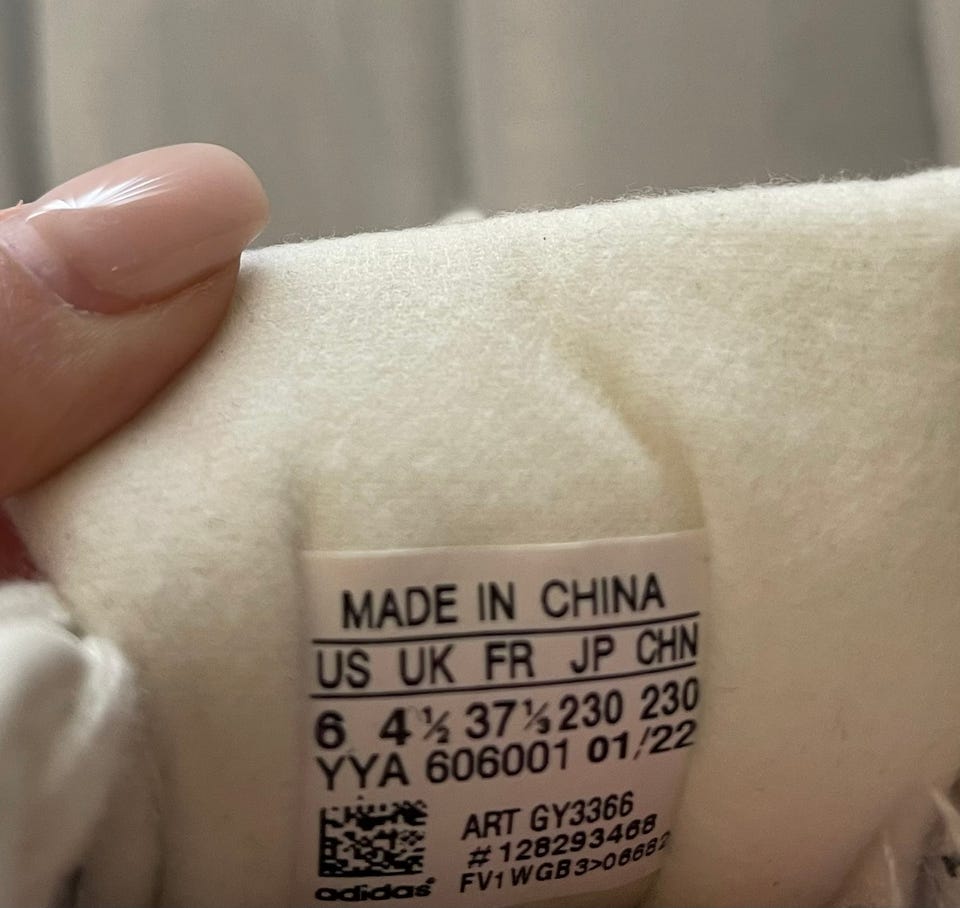 MADE IN CHINA
US UK FR JP CHN
6 4½ 37⅓ 230 230
YYA 606001 01/22
ART GY3366
#128293468
FV1WGB3>06682
adidas